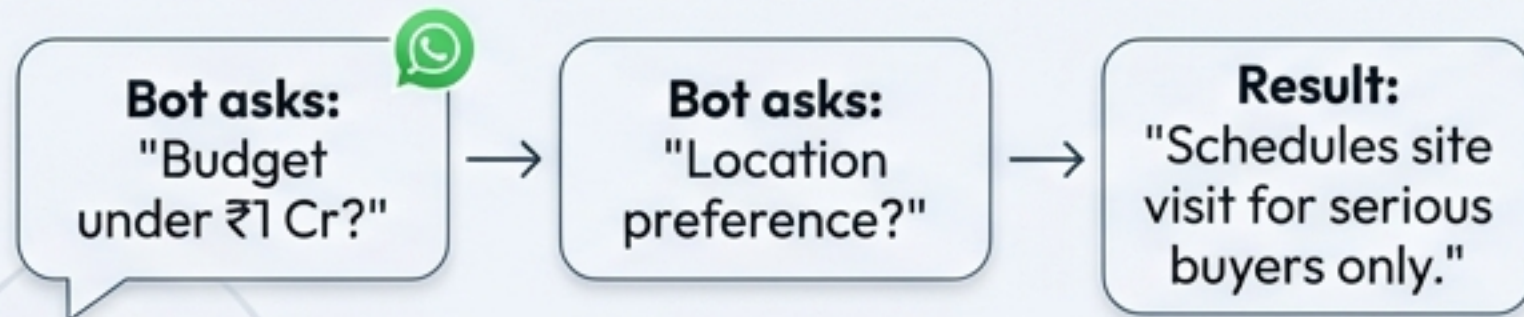 Bot asks:
"Budget
under ₹1 Cr?"
Bot asks:
"Location
preference?"
Result:
"Schedules site
visit for serious
buyers only."